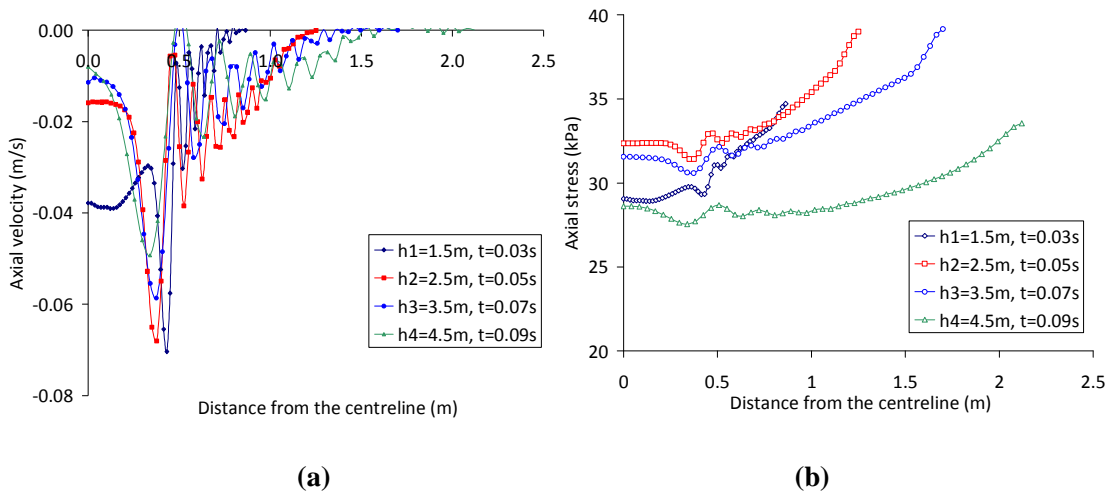 0.00
-0.02
-0.04
-0.06
-0.08
0.0 0.5 1.0 1.5 2.0 2.5
Axial velocity (m/s)
Distance from the centreline (m)
h1=1.5m, t=0.03s
h2=2.5m, t=0.05s
h3=3.5m, t=0.07s
h4=4.5m, t=0.09s
(a)
40
35
30
25
20
0 0.5 1 1.5 2 2.5
Axial stress (kPa)
Distance from the centreline (m)
h1=1.5m, t=0.03s
h2=2.5m, t=0.05s
h3=3.5m, t=0.07s
h4=4.5m, t=0.09s
(b)